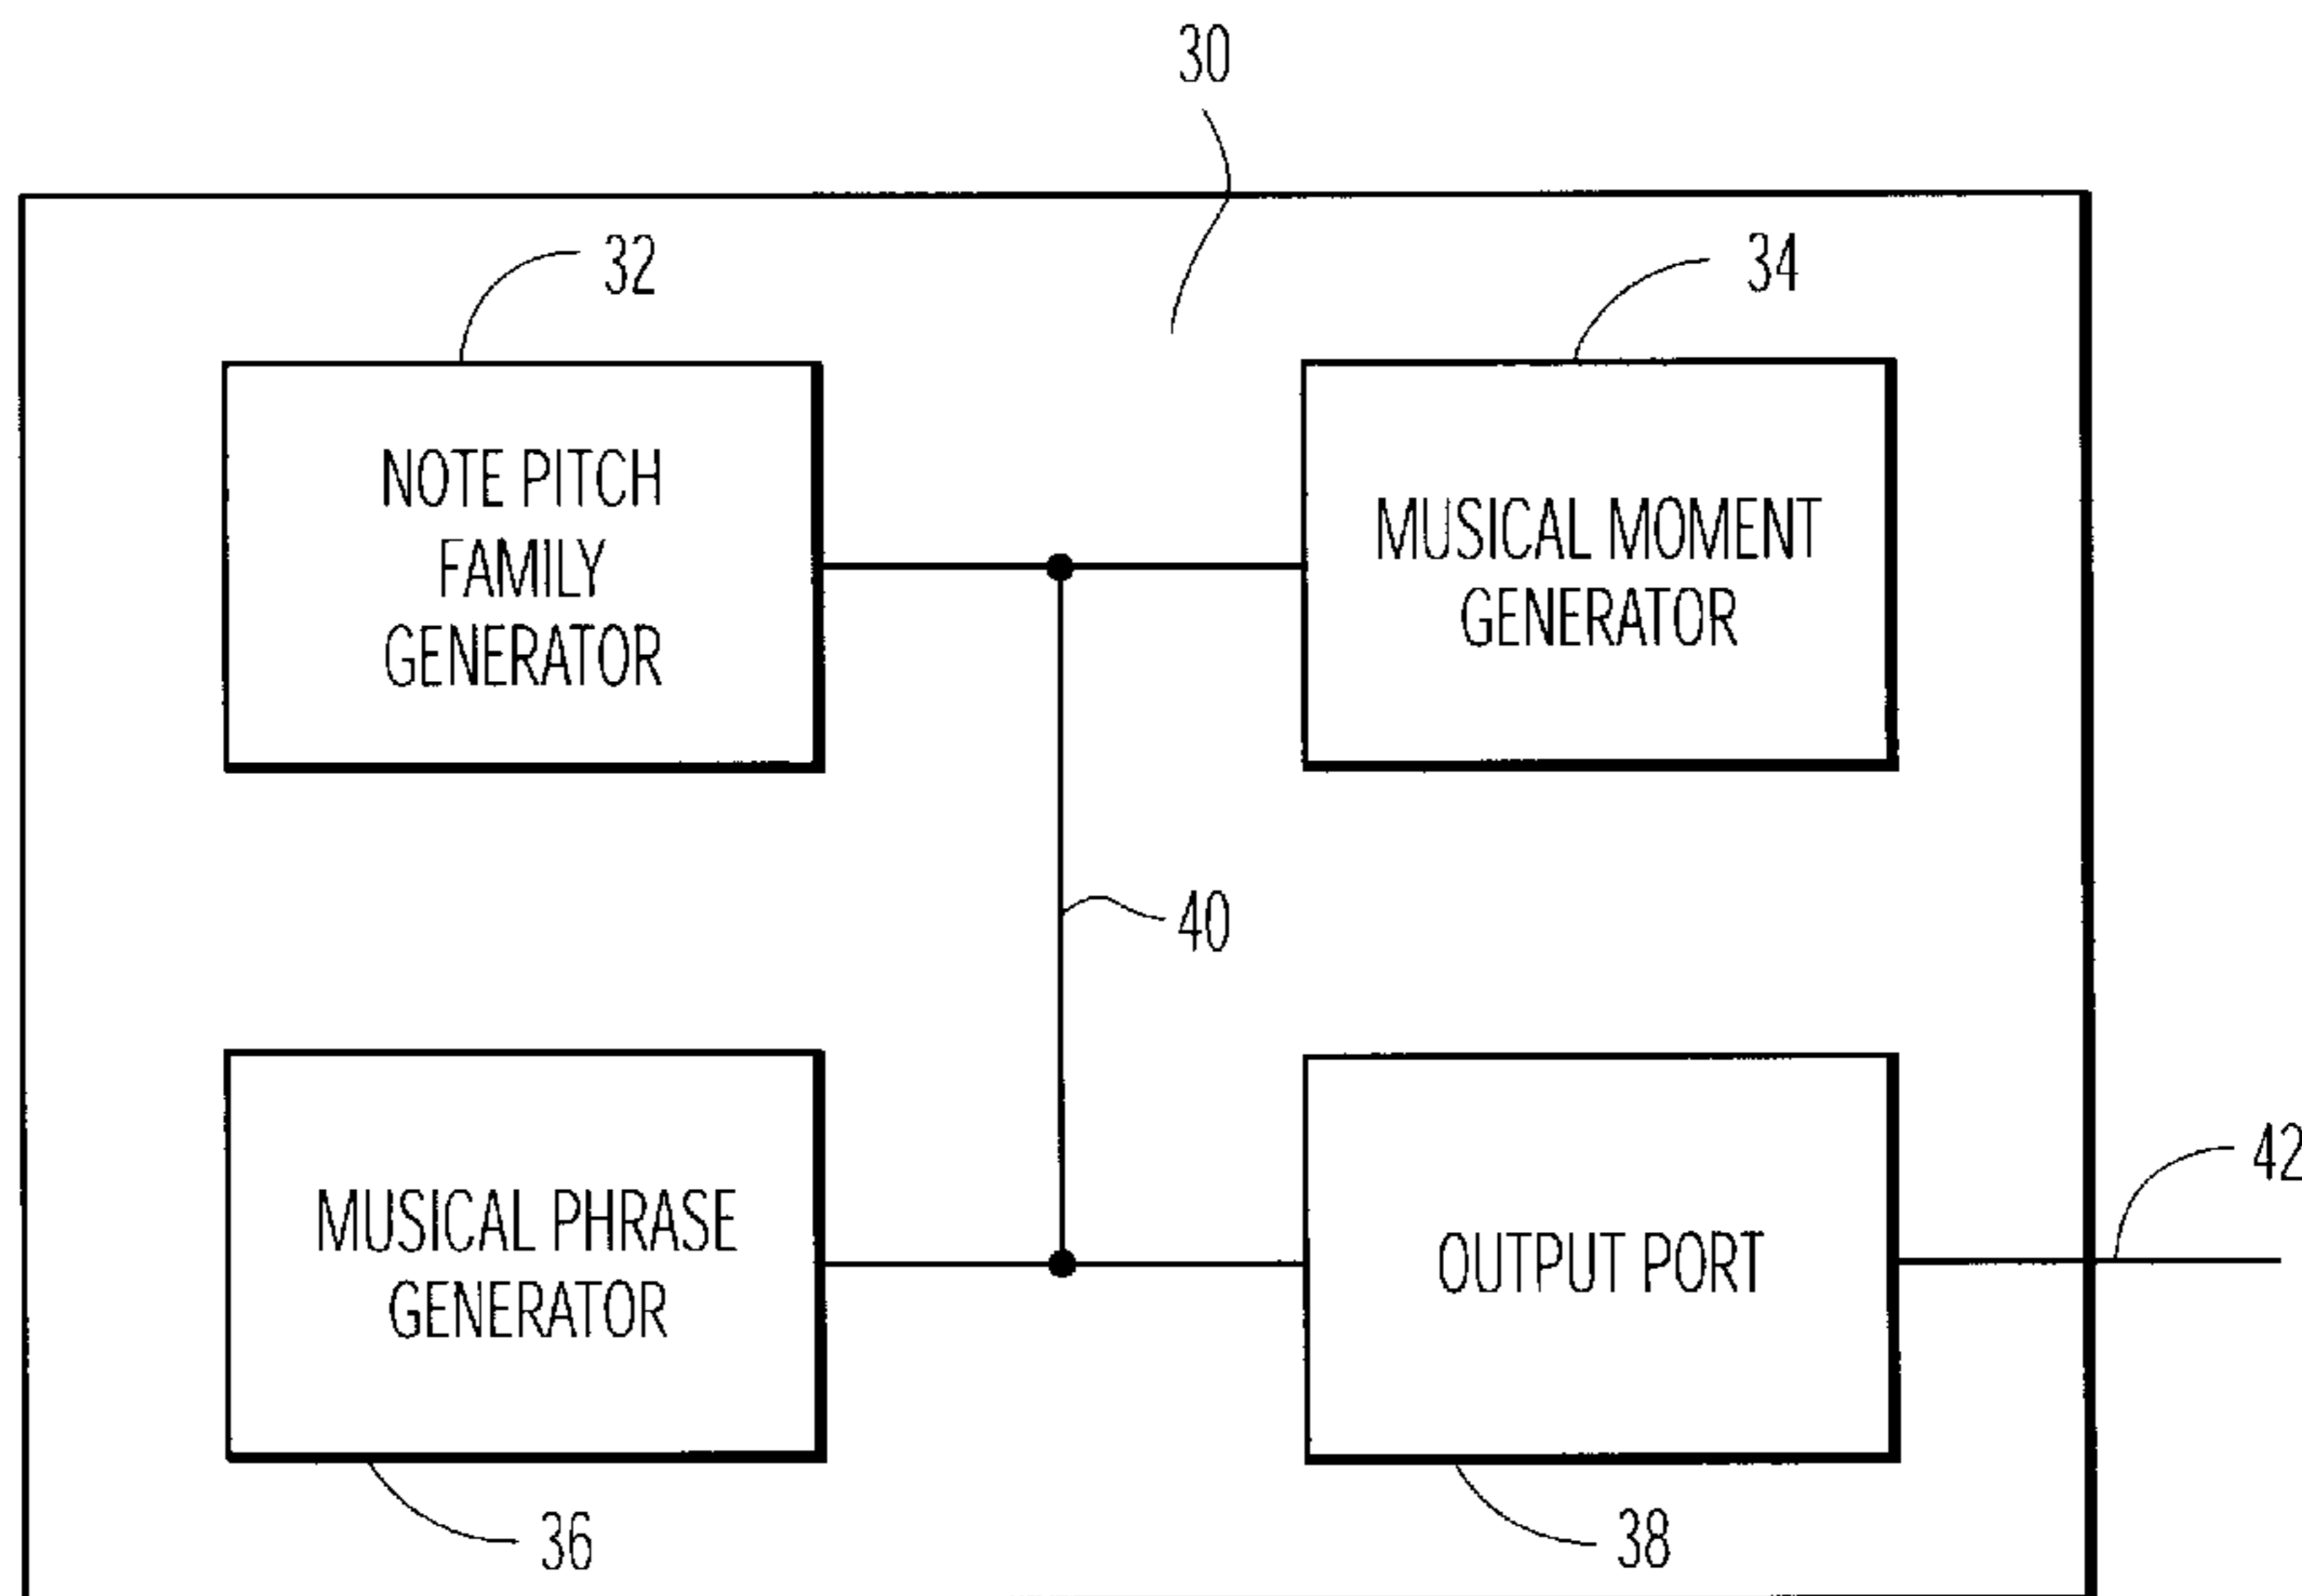 30
32
34
NOTE PITCH
FAMILY
GENERATOR
MUSICAL MOMENT
GENERATOR
40
42
MUSICAL PHRASE
GENERATOR
OUTPUT PORT
36
38